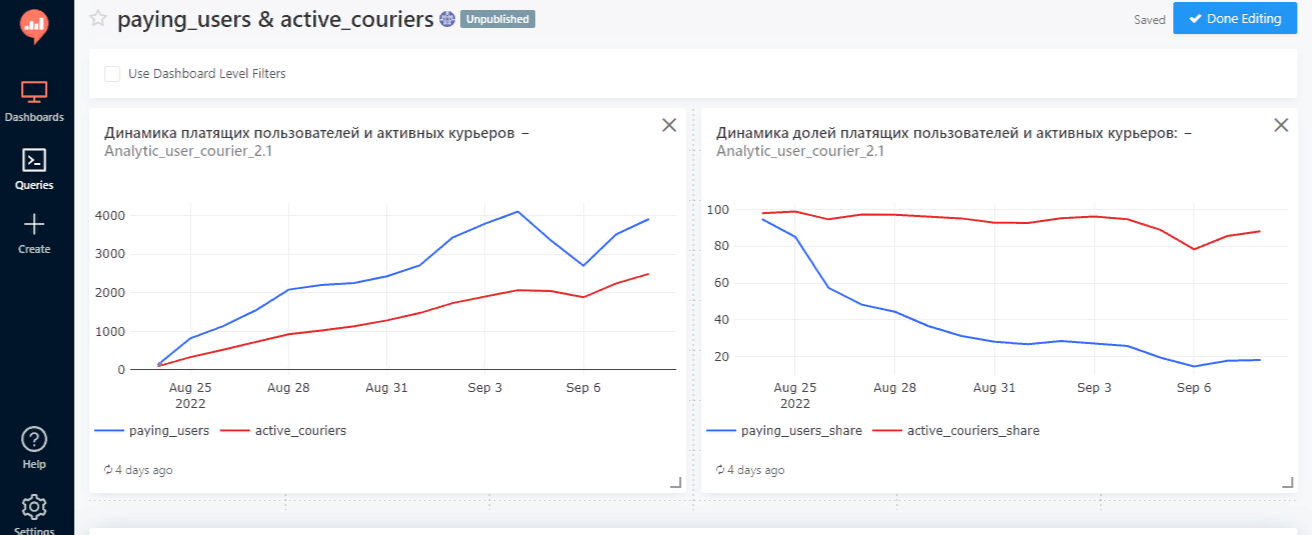 paying_users & active_couriers Unpublished
Saved
Done Editing
Use Dashboard Level Filters
Dashboards
Queries
Create
Help
Settings
Динамика платящих пользователей и активных курьеров –
Analytic_user_courier_2.1
4000
3000
2000
1000
0
Aug 25
2022
Aug 28
Aug 31
Sep 3
Sep 6
paying_users
active_couriers
4 days ago
Динамика долей платящих пользователей и активных курьеров: –
Analytic_user_courier_2.1
100
80
60
40
20
Aug 25
2022
Aug 28
Aug 31
Sep 3
Sep 6
paying_users_share
active_couriers_share
4 days ago